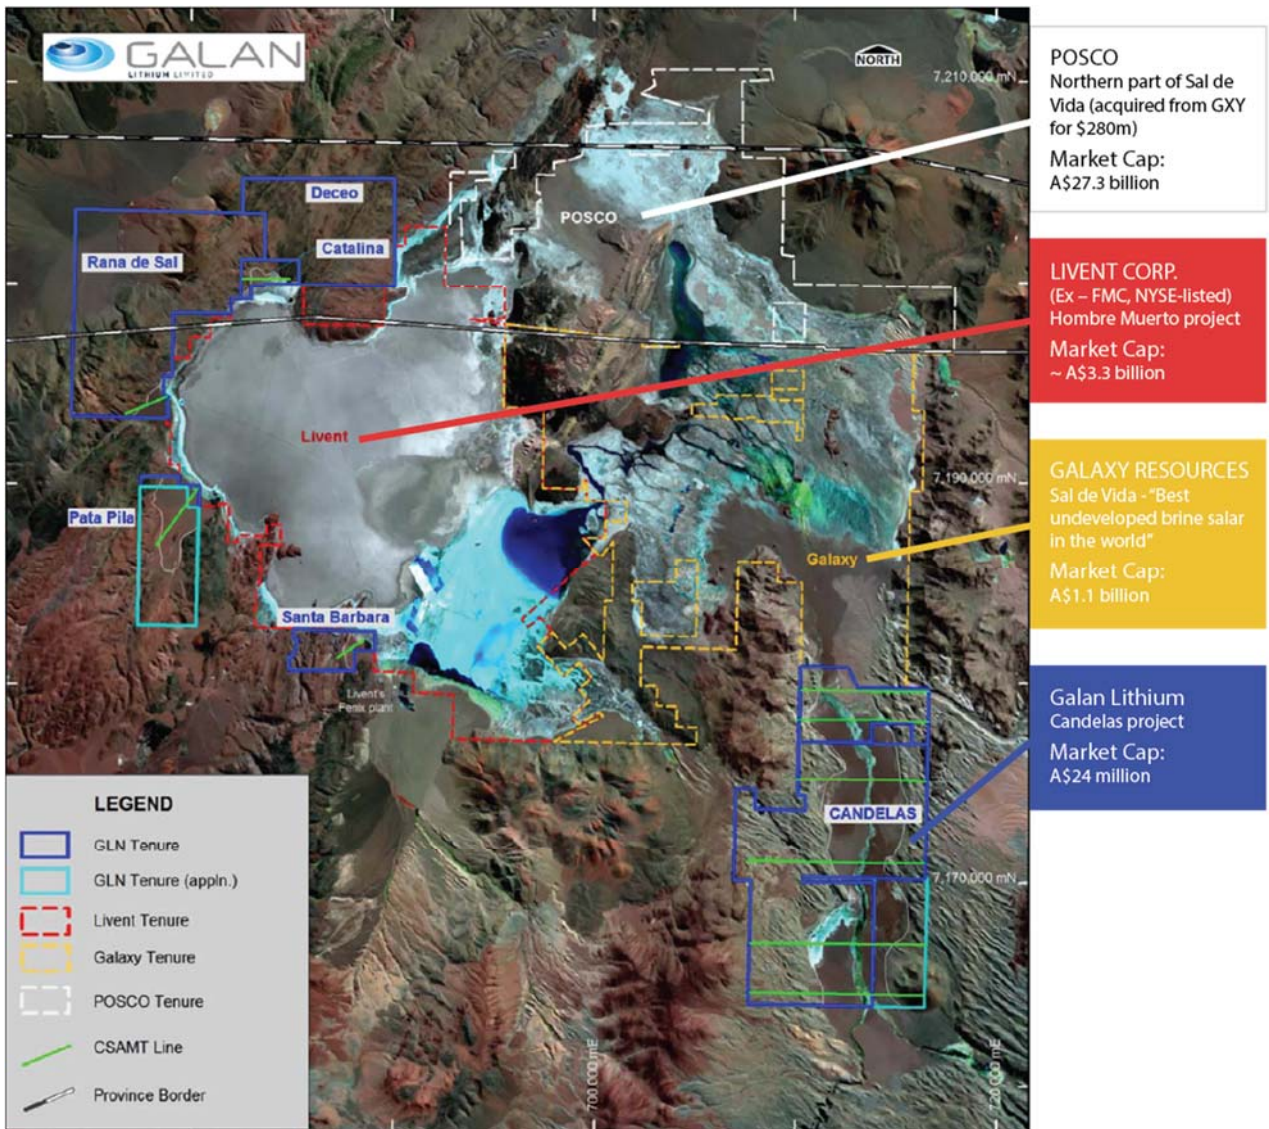 GALAN
LITHIUM LIMITED
NORTH
7,210,000 mN
Deceo
Catalina
Rana de Sal
POSCO
Livent
7,190,000 mN
Pata Pila
Galaxy
Santa Barbara
Livent's
Fenix plant
CANDELAS
7,170,000 mN
700 000 mE
720 000 mE
LEGEND
GLN Tenure
GLN Tenure (appln.)
Livent Tenure
Galaxy Tenure
POSCO Tenure
CSAMT Line
Province Border
POSCO
Northern part of Sal de
Vida (acquired from GXY
for $280m)
Market Cap:
A$27.3 billion
LIVENT CORP.
(Ex – FMC, NYSE-listed)
Hombre Muerto project
Market Cap:
~ A$3.3 billion
GALAXY RESOURCES
Sal de Vida - "Best
undeveloped brine salar
in the world"
Market Cap:
A$1.1 billion
Galan Lithium
Candelas project
Market Cap:
A$24 million